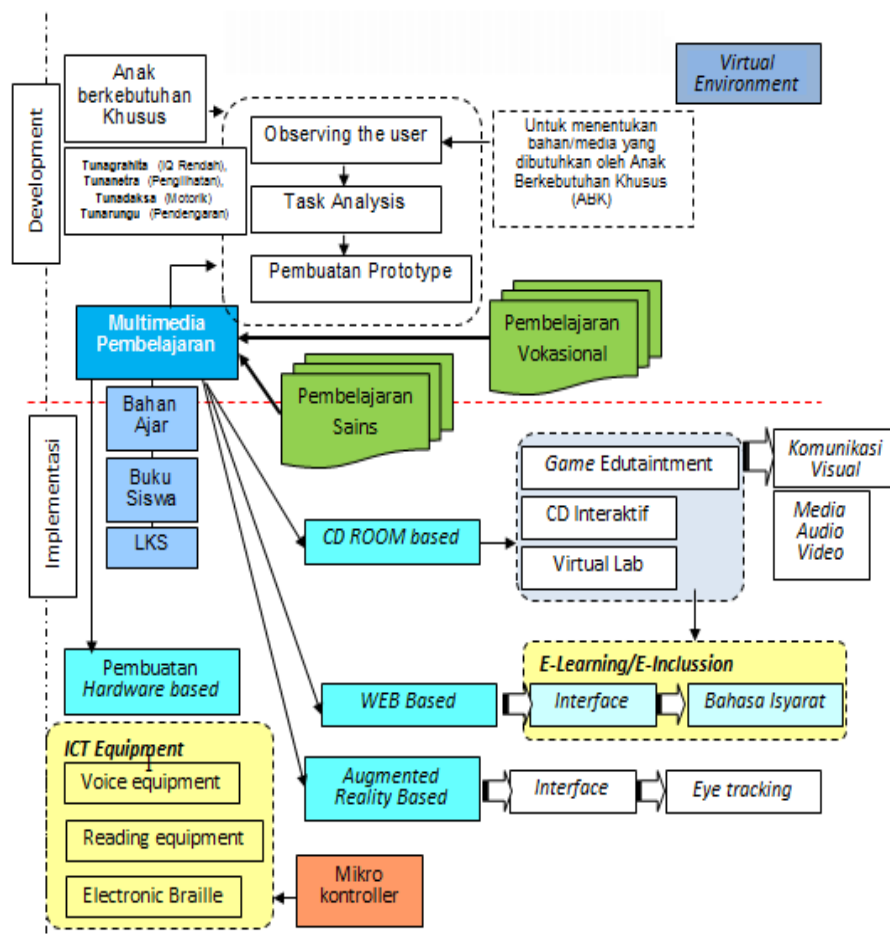 Development
Anak
berkebutuhan
Khusus
Tunagrahita (IQ Rendah),
Tunanetra (Penglihatan),
Tunadaksa (Motorik)
Tunarungu (Pendengaran)
Observing the user
Task Analysis
Pembuatan Prototype
Untuk menentukan
bahan/media yang
dibutuhkan oleh Anak
Berkebutuhan Khusus
(ABK)
Virtual
Environment
Multimedia
Pembelajaran
Pembelajaran
Vokasional
Pembelajaran
Sains
Implementasi
Bahan
Ajar
Buku
Siswa
LKS
CD ROOM based
Game Edutaintment
CD Interaktif
Virtual Lab
Komunikasi
Visual
Media
Audio
Video
Pembuatan
Hardware based
E-Learning/E-Inclussion
WEB Based
Interface
Bahasa Isyarat
ICT Equipment
Voice equipment
Reading equipment
Electronic Braille
Augmented
Reality Based
Interface
Eye tracking
Mikro
kontroller